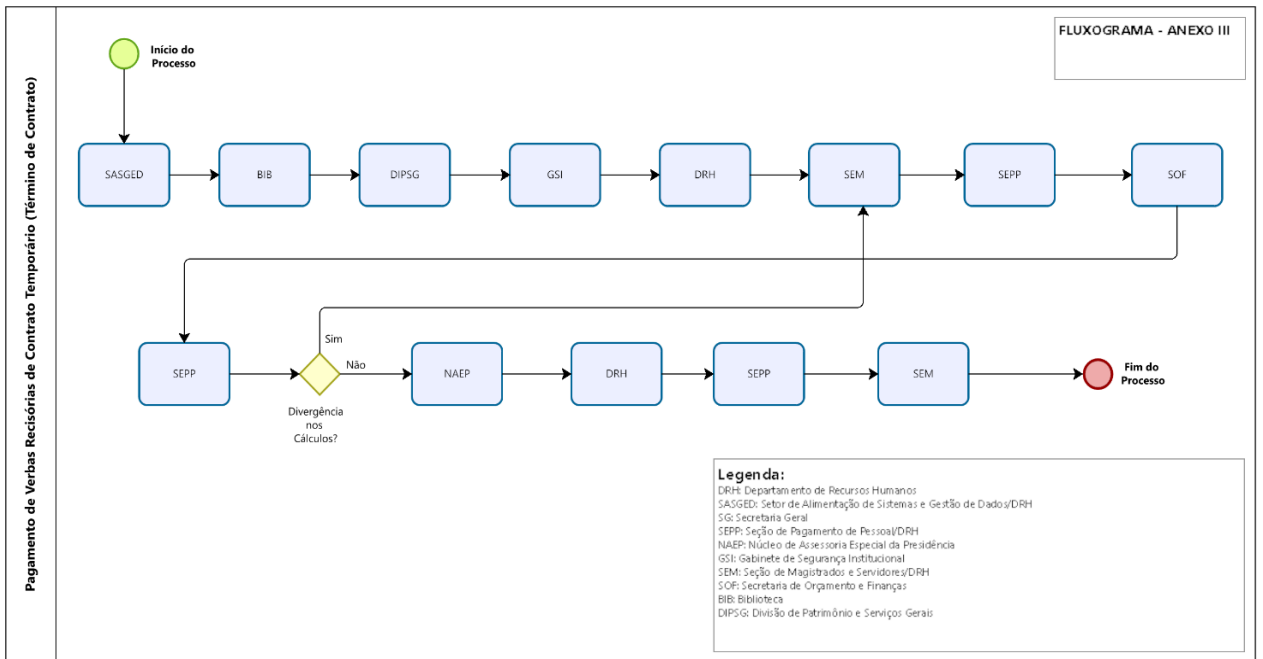 Pagamento de Verbas Recisórias de Contrato Temporário (Término de Contrato)
FLUXOGRAMA - ANEXO III
Início do
Processo
SASGED
BIB
DIPSG
GSI
DRH
SEM
SEPP
SOF
SEPP
Sim
Não
Divergência
nos
Cálculos?
NAEP
DRH
SEPP
SEM
Fim do
Processo
Legenda:
DRH: Departamento de Recursos Humanos
SASGED: Setor de Alimentação de Sistemas e Gestão de Dados/DRH
SG: Secretaria Geral
SEPP: Seção de Pagamento de Pessoal/DRH
NAEP: Núcleo de Assessoria Especial da Presidência
GSI: Gabinete de Segurança Institucional
SEM: Seção de Magistrados e Servidores/DRH
SOF: Secretaria de Orçamento e Finanças
BIB: Biblioteca
DIPSG: Divisão de Patrimônio e Serviços Gerais